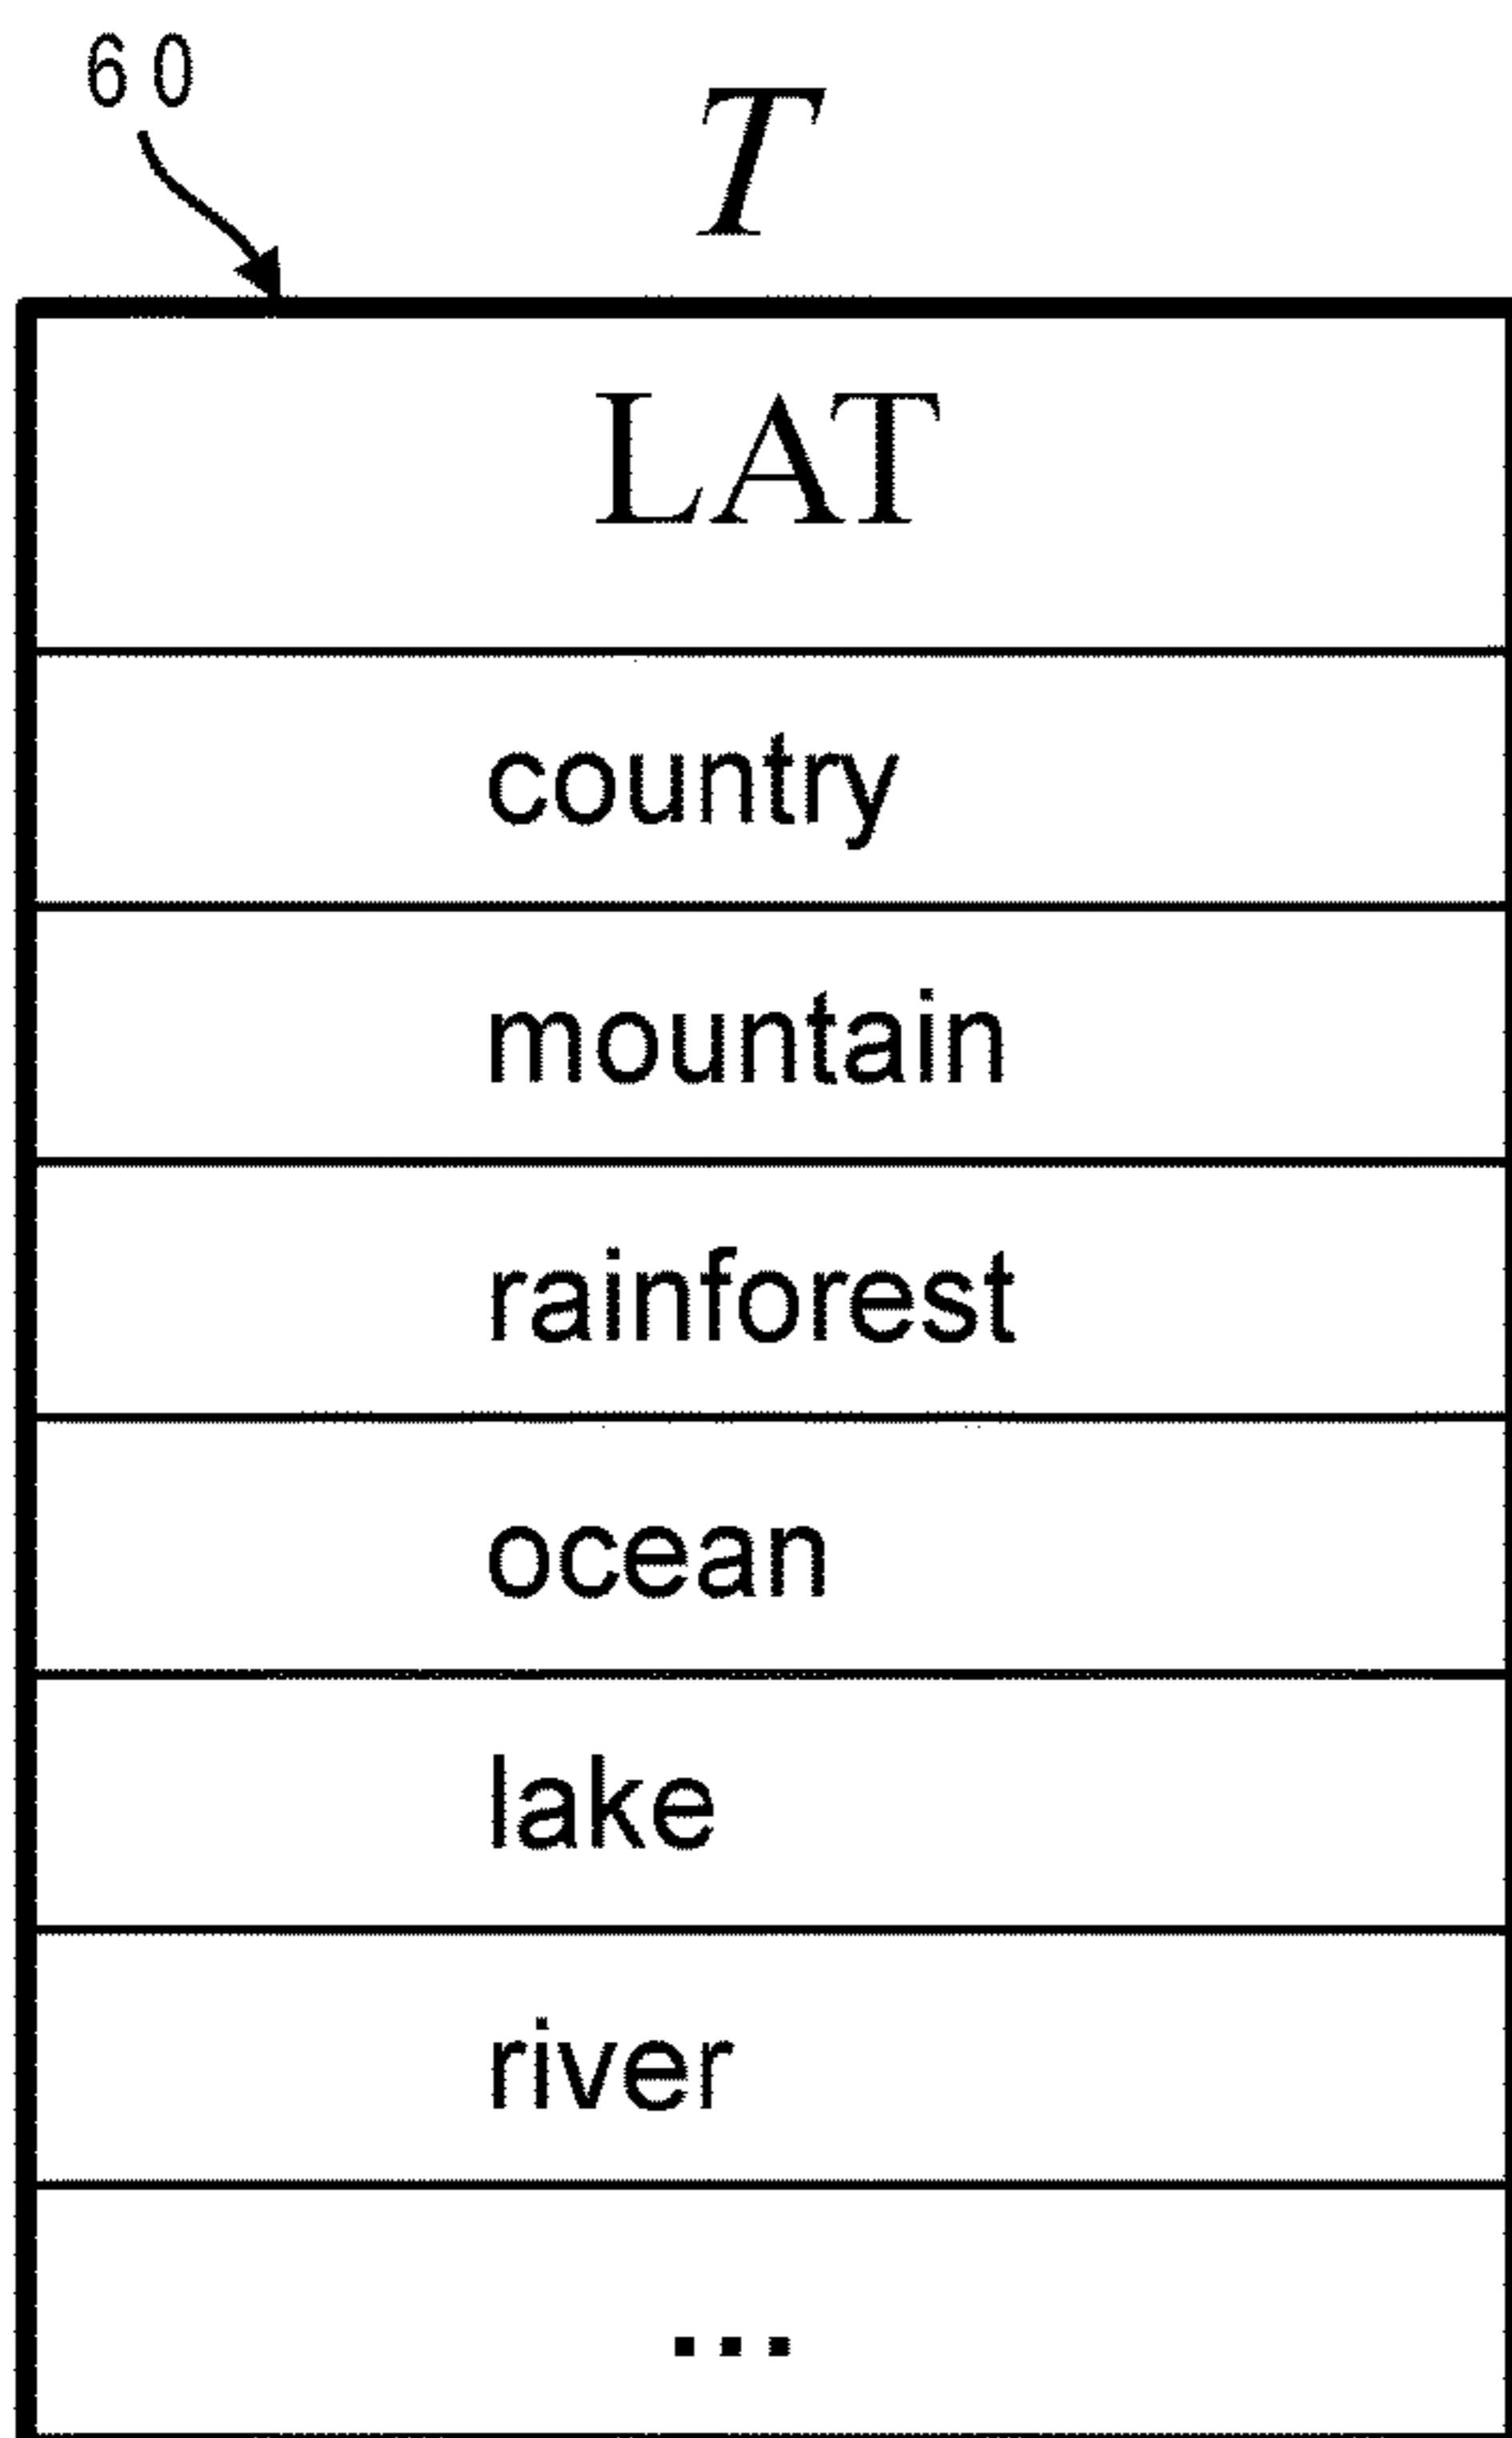 60
T
LAT
country
mountain
rainforest
ocean
lake
river
...